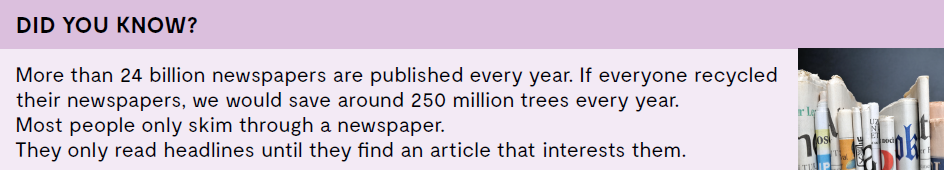 DID YOU KNOW?
More than 24 billion newspapers are published every year. If everyone recycled
their newspapers, we would save around 250 million trees every year.
Most people only skim through a newspaper.
They only read headlines until they find an article that interests them.